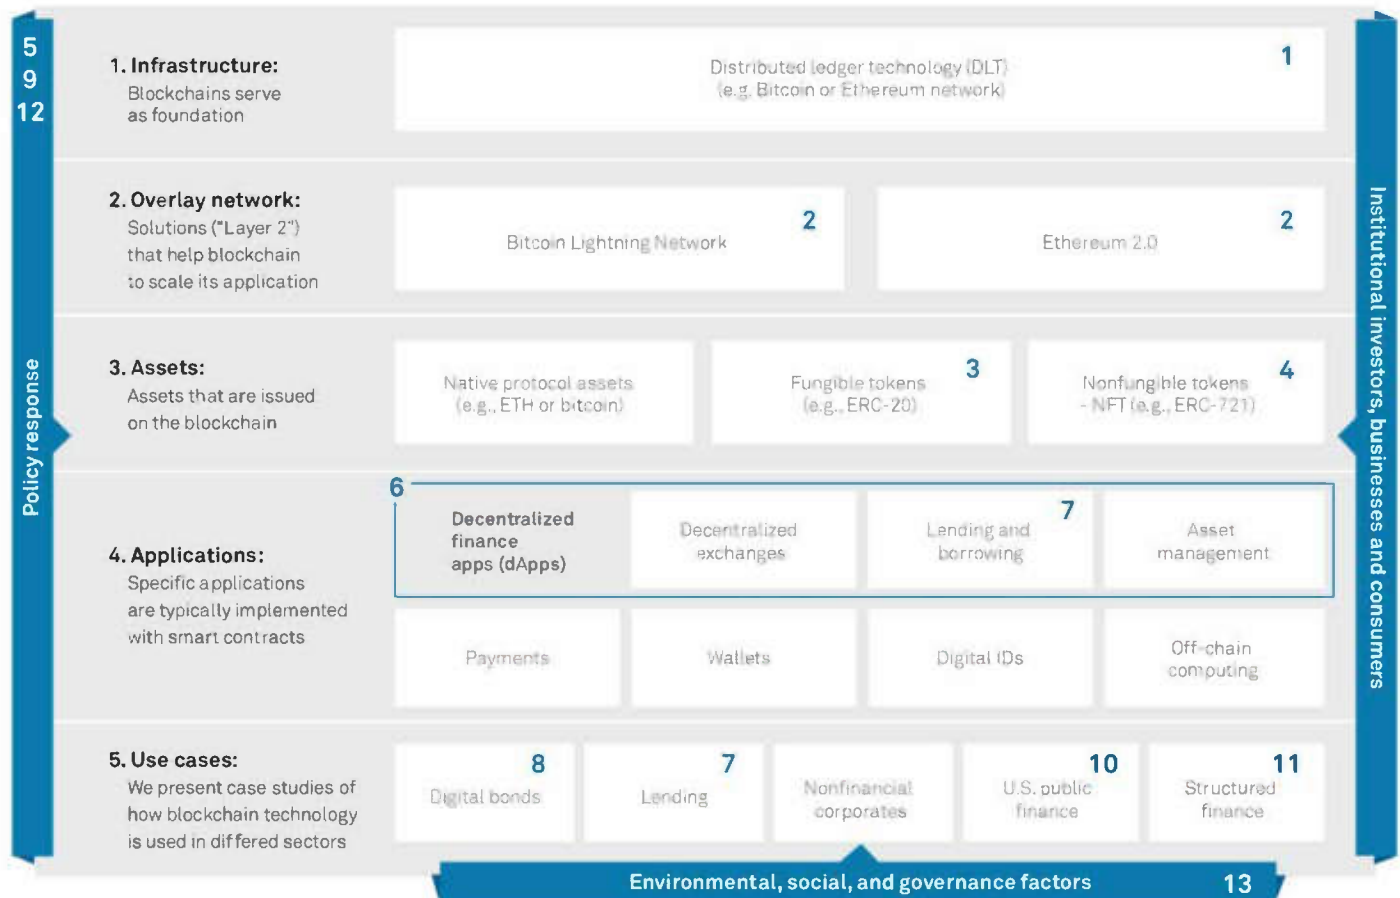 5
9
12
Policy response
1. Infrastructure:
Blockchains serve
as foundation
Distributed ledger technology (DLT)
(e.g. Bitcoin or Ethereum network)
1
2. Overlay network:
Solutions ("Layer 2")
that help blockchain
to scale its application
Bitcoin Lightning Network
2
Ethereum 2.0
2
3. Assets:
Assets that are issued
on the blockchain
Native protocol assets
(e.g., ETH or bitcoin)
Fungible tokens
(e.g., ERC-20)
3
Nonfungible tokens
- NFT (e.g., ERC-721)
4
4. Applications:
Specific applications
are typically implemented
with smart contracts
6
Decentralized
finance
apps (dApps)
Decentralized
exchanges
Lending and
borrowing
7
Asset
management
Payments
Wallets
Digital IDs
Off-chain
computing
5. Use cases:
We present case studies of
how blockchain technology
is used in differed sectors
Digital bonds
8
Lending
7
Nonfinancial
corporates
U.S. public
finance
10
Structured
finance
11
Institutional investors, businesses and consumers
Environmental, social, and governance factors 13